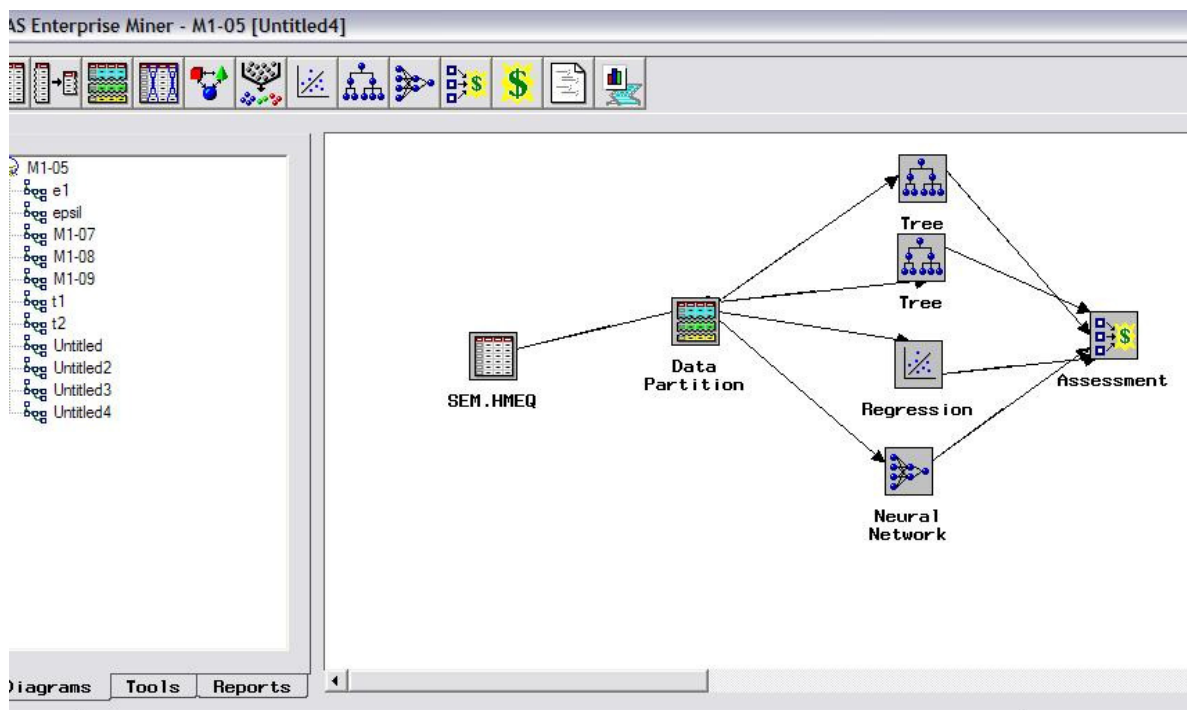 AS Enterprise Miner - M1-05 [Untitled4]
M1-05
e1
epsil
M1-07
M1-08
M1-09
t1
t2
Untitled
Untitled2
Untitled3
Untitled4
Tree
Tree
SEM.HMEQ
Data
Partition
Regression
Assessment
Neural
Network
Diagrams Tools Reports